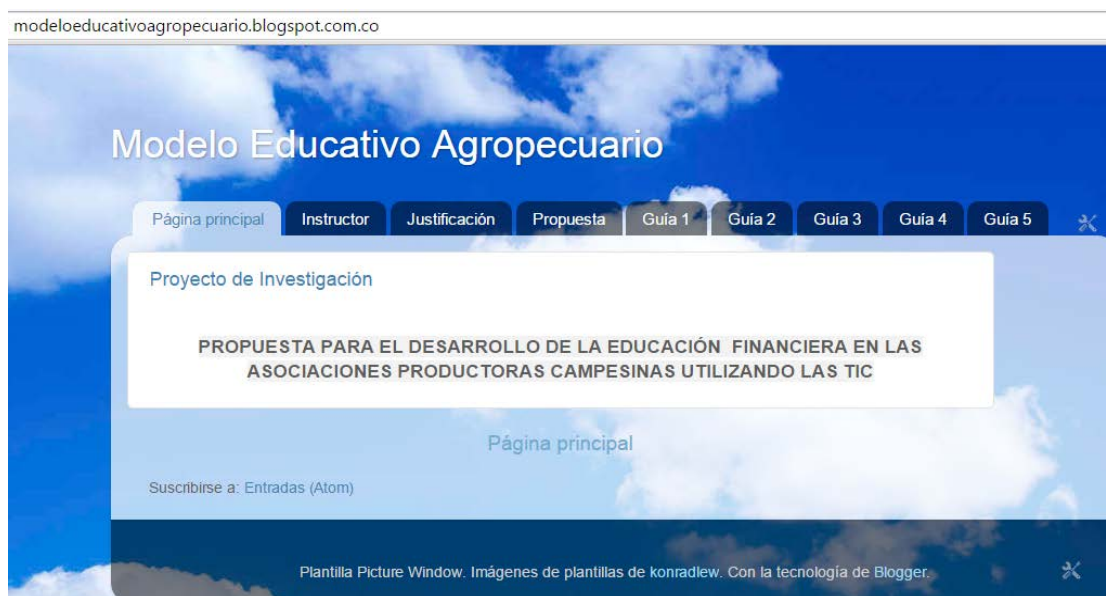 modeloeducativoagropecuario.blogspot.com.co
Modelo Educativo Agropecuario
Página principal Instructor Justificación Propuesta Guía 1 Guía 2 Guía 3 Guía 4 Guía 5
Proyecto de Investigación
PROPUESTA PARA EL DESARROLLO DE LA EDUCACIÓN FINANCIERA EN LAS
ASOCIACIONES PRODUCTORAS CAMPESINAS UTILIZANDO LAS TIC
Página principal
Suscribirse a: Entradas (Atom)
Plantilla Picture Window. Imágenes de plantillas de konradlew. Con la tecnología de Blogger.